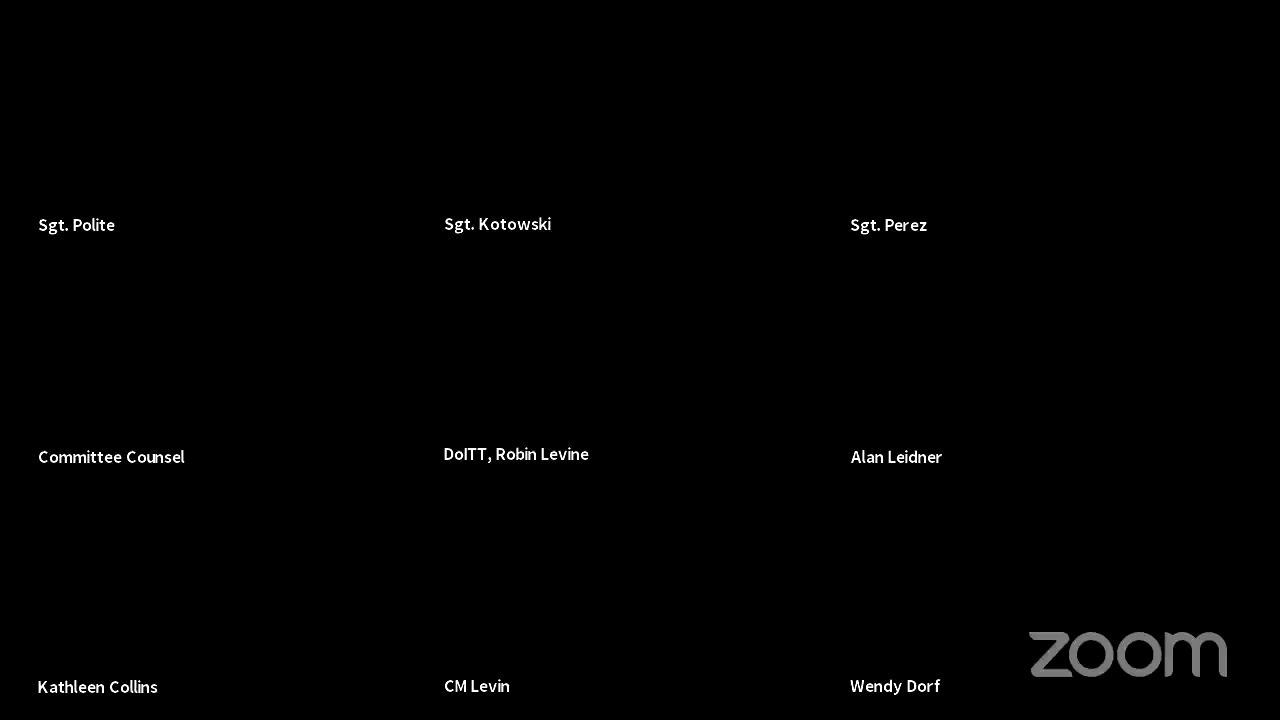 Sgt. Polite
Sgt. Kotowski
Sgt. Perez
Committee Counsel
DoITT, Robin Levine
Alan Leidner
Kathleen Collins
CM Levin
Wendy Dorf
zoom